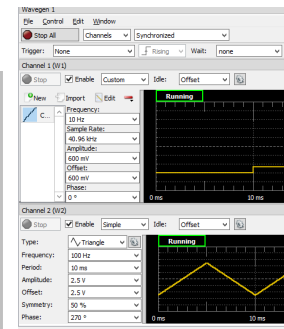 Wavegen 1
File Control Edit Window
Stop All Channels Synchronized
Trigger: None Rising Wait: none
Channel 1 (W1)
Stop Enable Custom Idle: Offset
New Import Edit Running
C... Frequency:
10 Hz
Sample Rate:
40.96 kHz
Amplitude:
600 mV
Offset:
600 mV
Phase:
0 ° 0 ms 10 ms
Channel 2 (W2)
Stop Enable Simple Idle: Offset
Type: Triangle Running
Frequency: 100 Hz
Period: 10 ms
Amplitude: 2.5 V
Offset: 2.5 V
Symmetry: 50 %
Phase: 270 ° 0 ms 10 ms